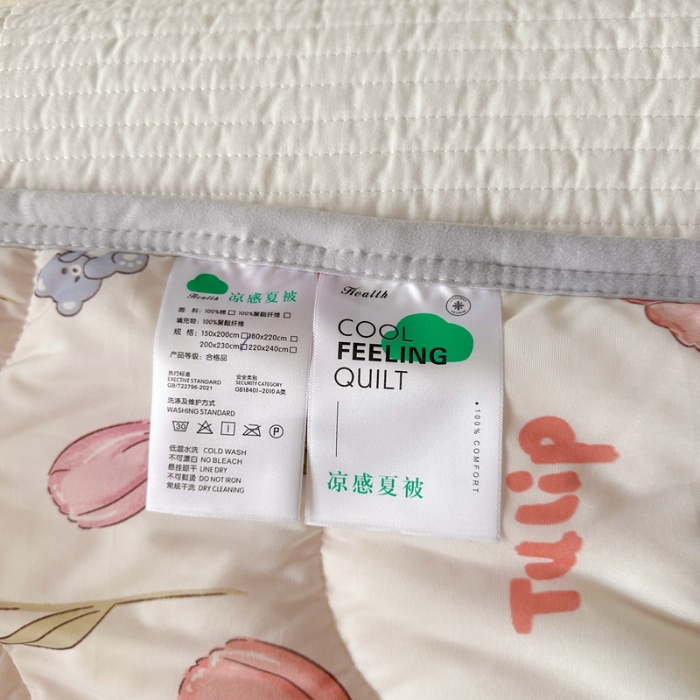 Health 凉感夏被
面 料: 100%棉□ 100%聚酯纤维□
填充物: 100%聚酯纤维
规 格: 150x200cm□180x220cm□
200x230cm☑220x240cm□
产品等级: 合格品
执行标准
EXECTIVE STANDARD
GB/T22796-2021
安全类别
SECURITY CATEGORY
GB18401-2010 A类
洗涤及维护方式
WASHING STANDARD
30
P
低温水洗 COLD WASH
不可漂白 NO BLEACH
悬挂晾干 LINE DRY
不可熨烫 DO NOT IRON
常规干洗 DRY CLEANING
Health
COOL
FEELING
QUILT
•100% COMFORT
凉感夏被
Tulip